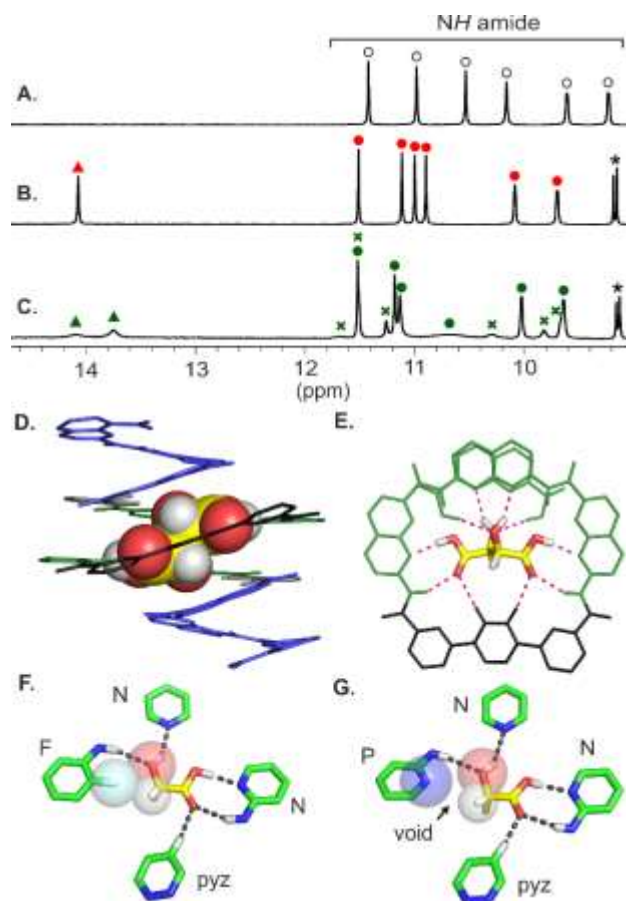 NH amide
A.
B.
*
×
C.
×
×
×
×
×
*
14 13 12 11 10
(ppm)
D. E.
F. G.
N N
F P
N N
void
pyz pyz